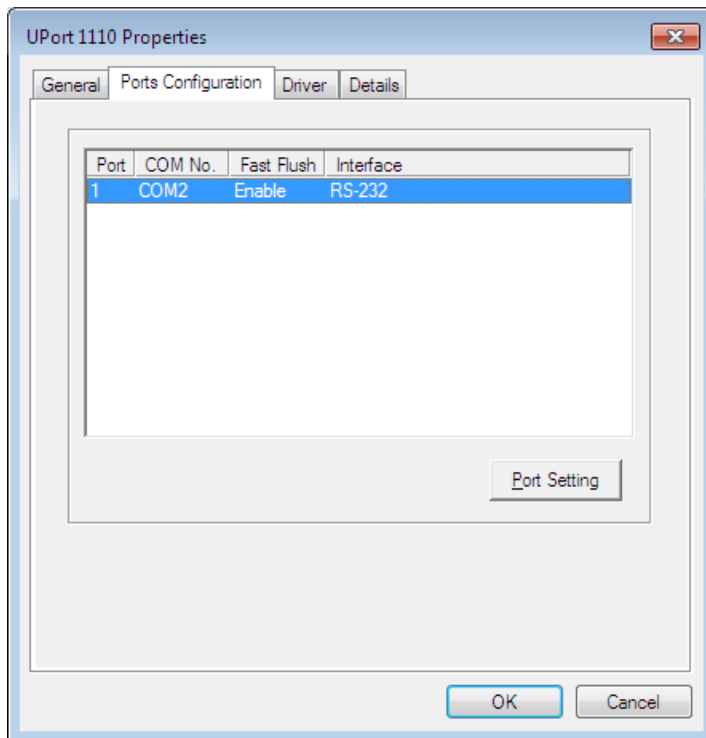 UPort 1110 Properties
General Ports Configuration Driver Details
Port COM No. Fast Flush Interface
1 COM2 Enable RS-232
Port Setting
OK Cancel